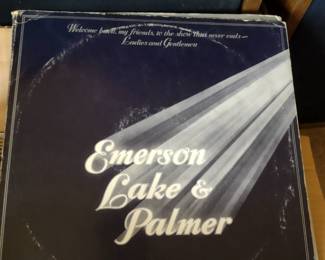 Welcome back, my friends, to the show that never ends—
Ladies and Gentlemen
Emerson
Lake &
Palmer